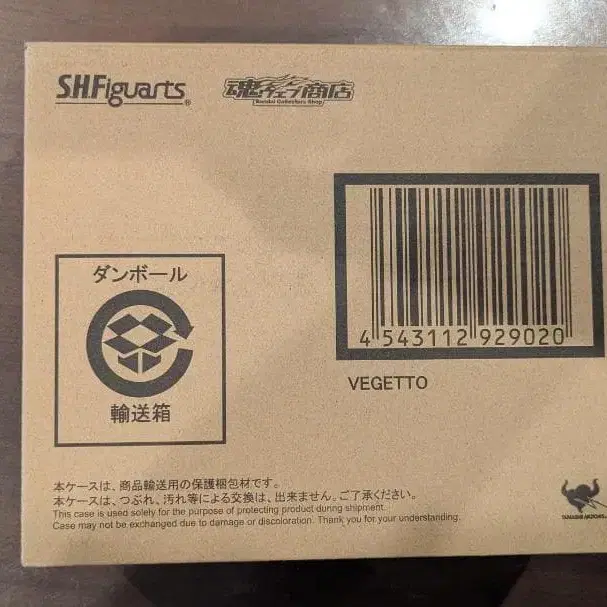 S.H.Figuarts®
魂ウェブ商店
Bandai Collectors Shop
4 543112 929020
VEGETTO
ダンボール
輸送箱
本ケースは、商品輸送用の保護梱包材です。
本ケースは、つぶれ、汚れ等による交換は、出来ません。ご了承ください。
This case is used solely for the purpose of protecting product during shipment.
Case may not be exchanged due to damage or discoloration. Thank you for your understanding.